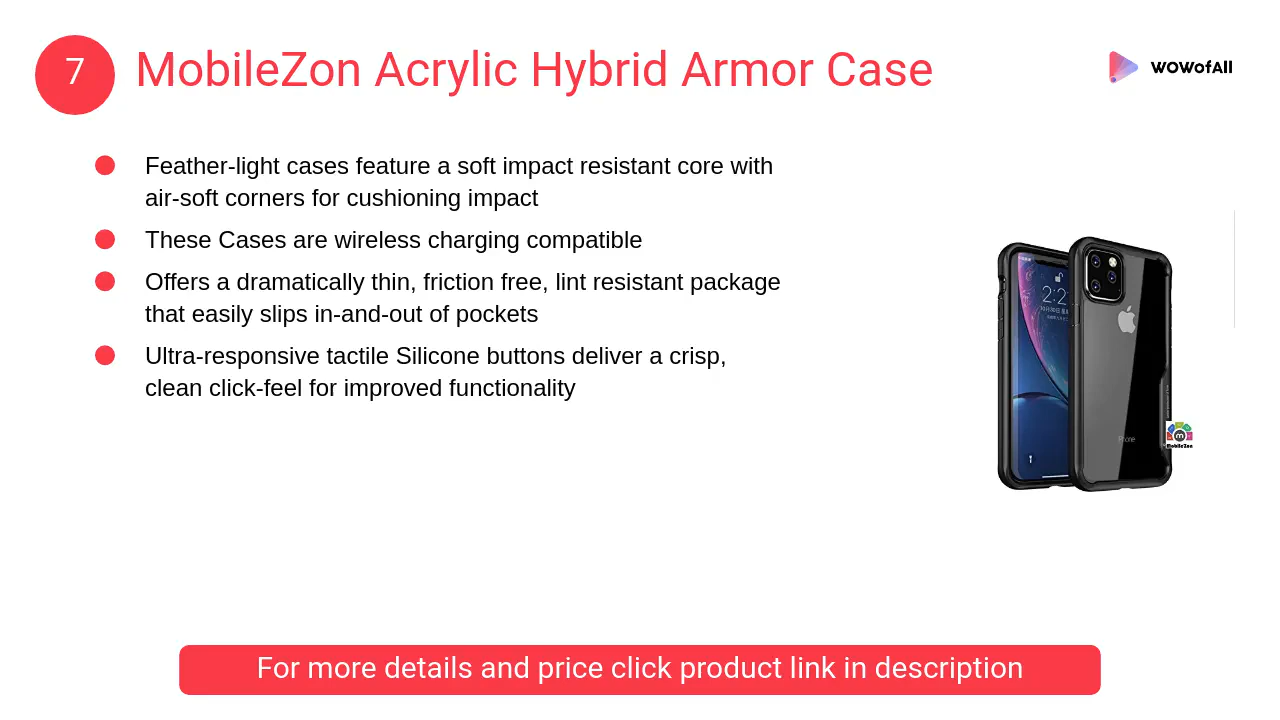 7
MobileZon Acrylic Hybrid Armor Case
WOWofAll
Feather-light cases feature a soft impact resistant core with
air-soft corners for cushioning impact
These Cases are wireless charging compatible
Offers a dramatically thin, friction free, lint resistant package
that easily slips in-and-out of pockets
Ultra-responsive tactile Silicone buttons deliver a crisp,
clean click-feel for improved functionality
iPhone
m
MobileZon
For more details and price click product link in description